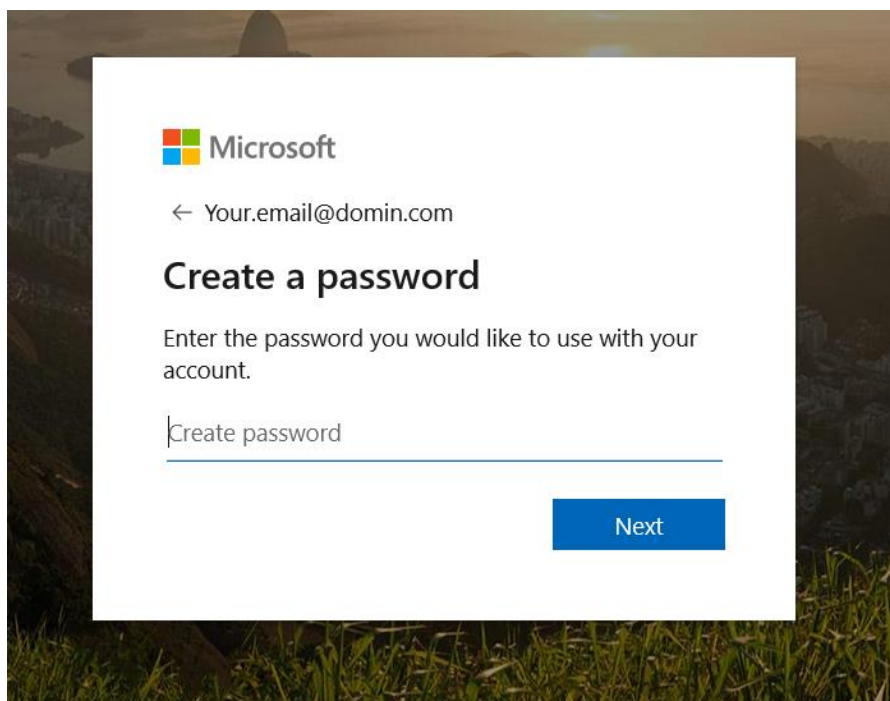 Microsoft
← Your.email@domin.com
Create a password
Enter the password you would like to use with your
account.
Create password
Next